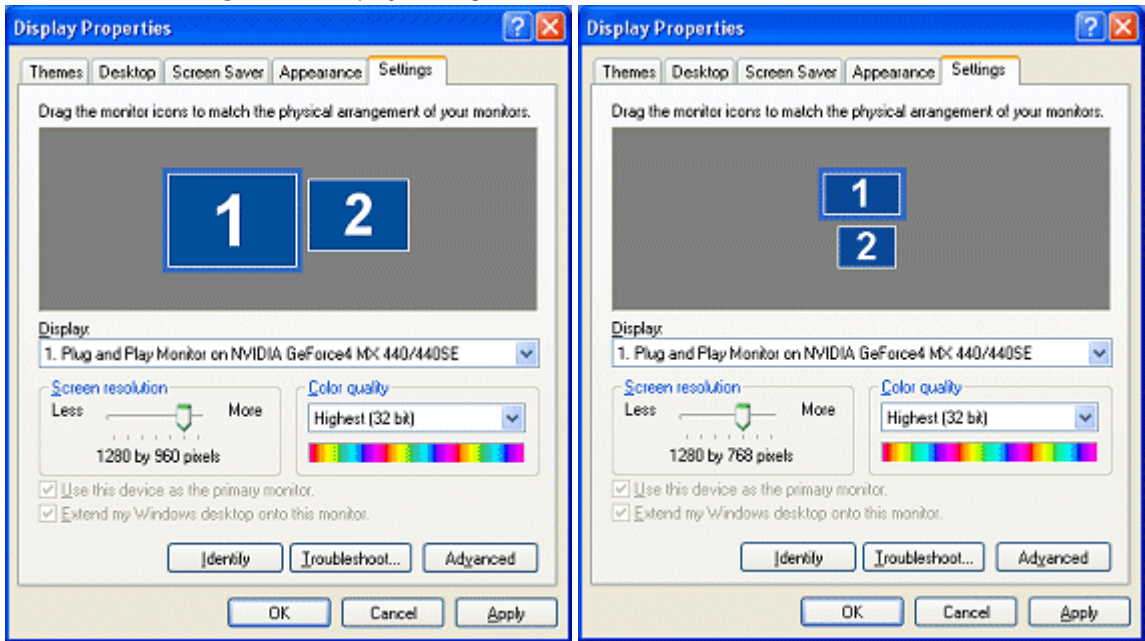 Display Properties
Themes Desktop Screen Saver Appearance Settings
Drag the monitor icons to match the physical arrangement of your monitors.
1 2
Display:
1. Plug and Play Monitor on NVIDIA GeForce4 MX 440/440SE
Screen resolution
Less More
1280 by 960 pixels
Color quality
Highest (32 bit)
Use this device as the primary monitor.
Extend my Windows desktop onto this monitor.
Identify Troubleshoot... Advanced
OK Cancel Apply
Display Properties
Themes Desktop Screen Saver Appearance Settings
Drag the monitor icons to match the physical arrangement of your monitors.
1
2
Display:
1. Plug and Play Monitor on NVIDIA GeForce4 MX 440/440SE
Screen resolution
Less More
1280 by 768 pixels
Color quality
Highest (32 bit)
Use this device as the primary monitor.
Extend my Windows desktop onto this monitor.
Identify Troubleshoot... Advanced
OK Cancel Apply